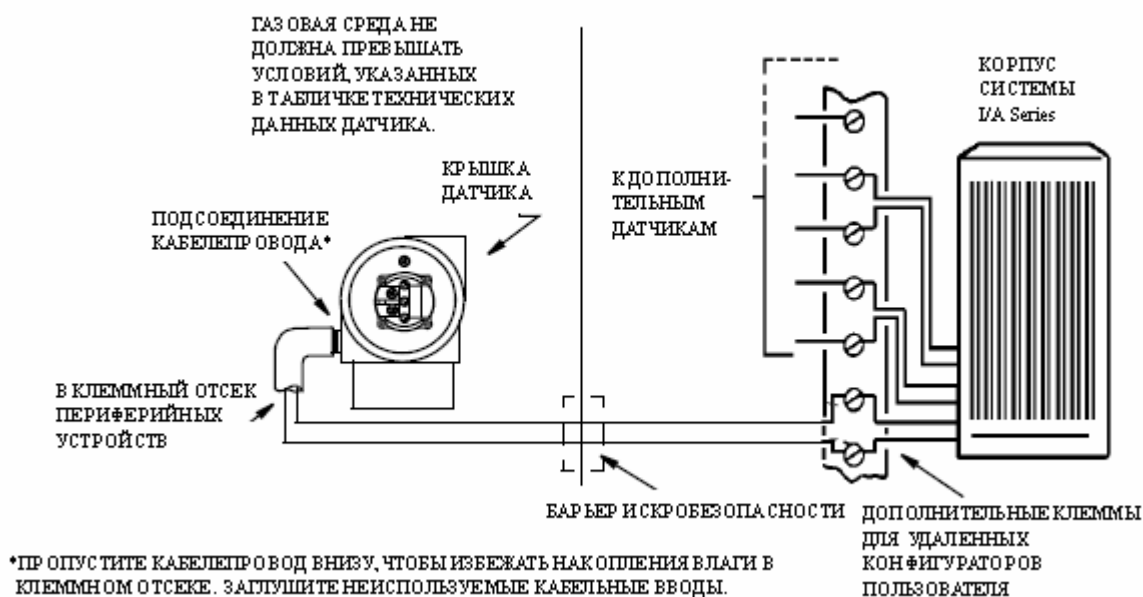 ГАЗОВАЯ СРЕДА НЕ
ДОЛЖНА ПРЕВЫШАТЬ
УСЛОВИЙ, УКАЗАННЫХ
В ТАБЛИЧКЕ ТЕХНИЧЕСКИХ
ДАННЫХ ДАТЧИКА.
КРЫШКА
ДАТЧИКА
ПОДСОЕДИНЕНИЕ
КАБЕЛЕПРОВОДА*
К ДОПОЛНИ-
ТЕЛЬНЫМ
ДАТЧИКАМ
КОРПУС
СИСТЕМЫ
I/A Series
В КЛЕММНЫЙ ОТСЕК
ПЕРИФЕРИЙНЫХ
УСТРОЙСТВ
БАРЬЕР ИСКРОБЕЗОПАСНОСТИ
ДОПОЛНИТЕЛЬНЫЕ КЛЕММЫ
ДЛЯ УДАЛЕННЫХ
КОНФИГУРАТОРОВ
ПОЛЬЗОВАТЕЛЯ
*ПРОПУСТИТЕ КАБЕЛЕПРОВОД ВНИЗУ, ЧТОБЫ ИЗБЕЖАТЬ НАКОПЛЕНИЯ ВЛАГИ В
КЛЕММНОМ ОТСЕКЕ. ЗАГЛУШИТЕ НЕИСПОЛЬЗУЕМЫЕ КАБЕЛЬНЫЕ ВВОДЫ.